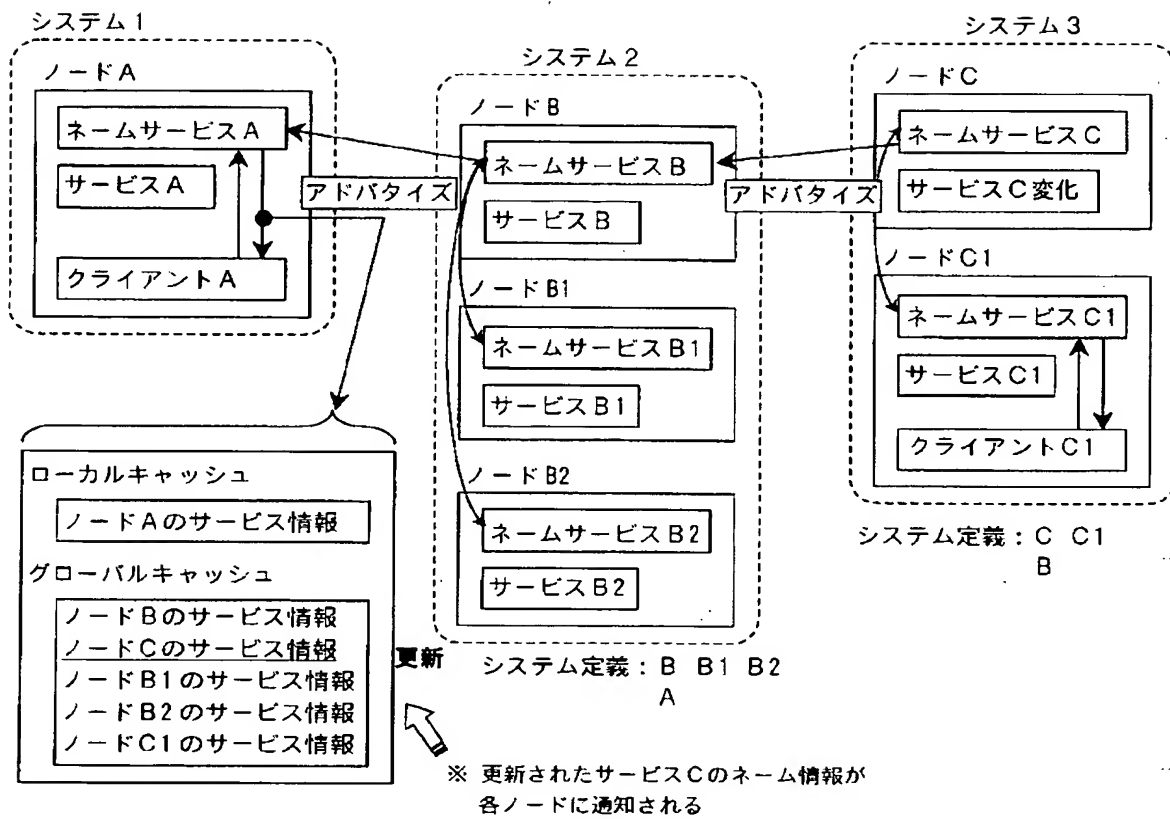 システム1
ノードA
ネームサービスA
サービスA
クライアントA
アドバタイズ
ローカルキャッシュ
ノードAのサービス情報
グローバルキャッシュ
ノードBのサービス情報
ノードCのサービス情報
ノードB1のサービス情報
ノードB2のサービス情報
ノードC1のサービス情報
更新
システム2
ノードB
ネームサービスB
サービスB
ノードB1
ネームサービスB1
サービスB1
ノードB2
ネームサービスB2
サービスB2
システム定義：B B1 B2
A
アドバタイズ
システム3
ノードC
ネームサービスC
サービスC変化
ノードC1
ネームサービスC1
サービスC1
クライアントC1
システム定義：C C1
B
※ 更新されたサービスCのネーム情報が
各ノードに通知される